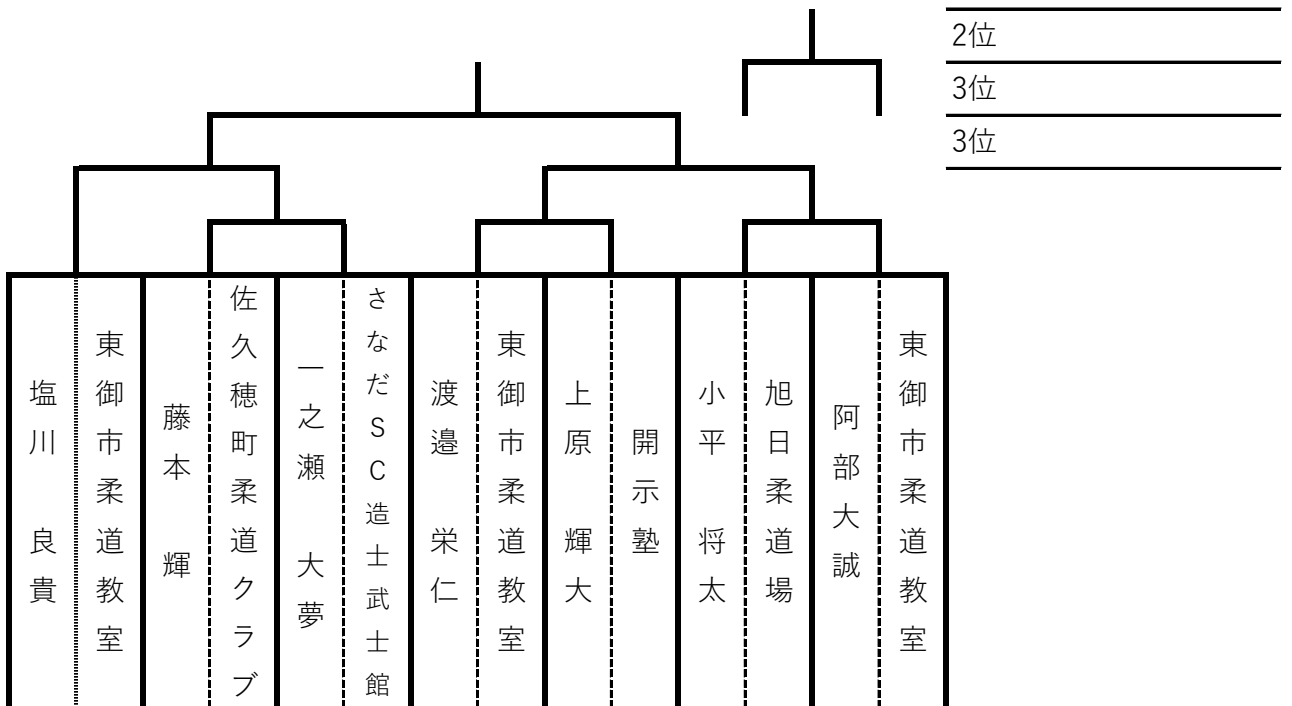 2位
3位
3位
塩川　良貴
東御市柔道教室
藤本　輝
佐久穂町柔道クラブ
一之瀬　大夢
さなだSC造士武士館
渡邉　栄仁
東御市柔道教室
上原　輝大
開示塾
小平　将太
旭日柔道場
阿部大誠
東御市柔道教室